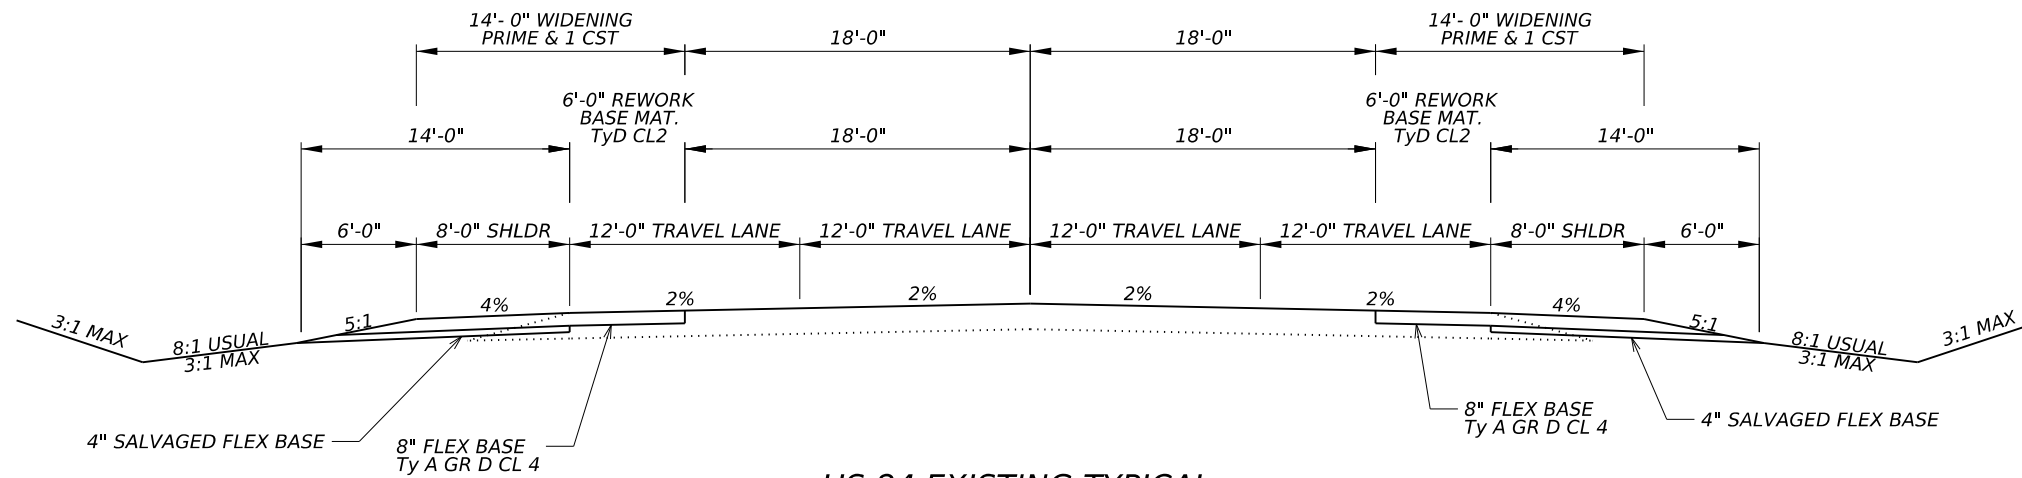 14'- 0" WIDENING
PRIME & 1 CST
18'-0"
18'-0"
14'- 0" WIDENING
PRIME & 1 CST
6'-0" REWORK
BASE MAT.
TyD CL2
6'-0" REWORK
BASE MAT.
TyD CL2
14'-0"
18'-0"
18'-0"
14'-0"
6'-0"
8'-0" SHLDR
12'-0" TRAVEL LANE
12'-0" TRAVEL LANE
12'-0" TRAVEL LANE
12'-0" TRAVEL LANE
8'-0" SHLDR
6'-0"
3:1 MAX
8:1 USUAL
3:1 MAX
5:1
4%
2%
2%
2%
2%
4%
5:1
8:1 USUAL
3:1 MAX
3:1 MAX
4" SALVAGED FLEX BASE
8" FLEX BASE
Ty A GR D CL 4
8" FLEX BASE
Ty A GR D CL 4
4" SALVAGED FLEX BASE
US EXISTING TYPICAL